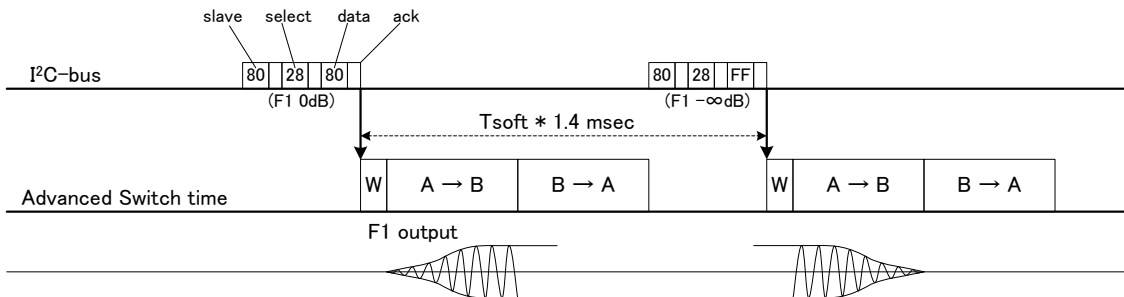 slave select data ack
I²C-bus 80 28 80 80 28 FF
(F1 0dB) (F1 −∞dB)
Tsoft * 1.4 msec
Advanced Switch time W A → B B → A W A → B B → A
F1 output